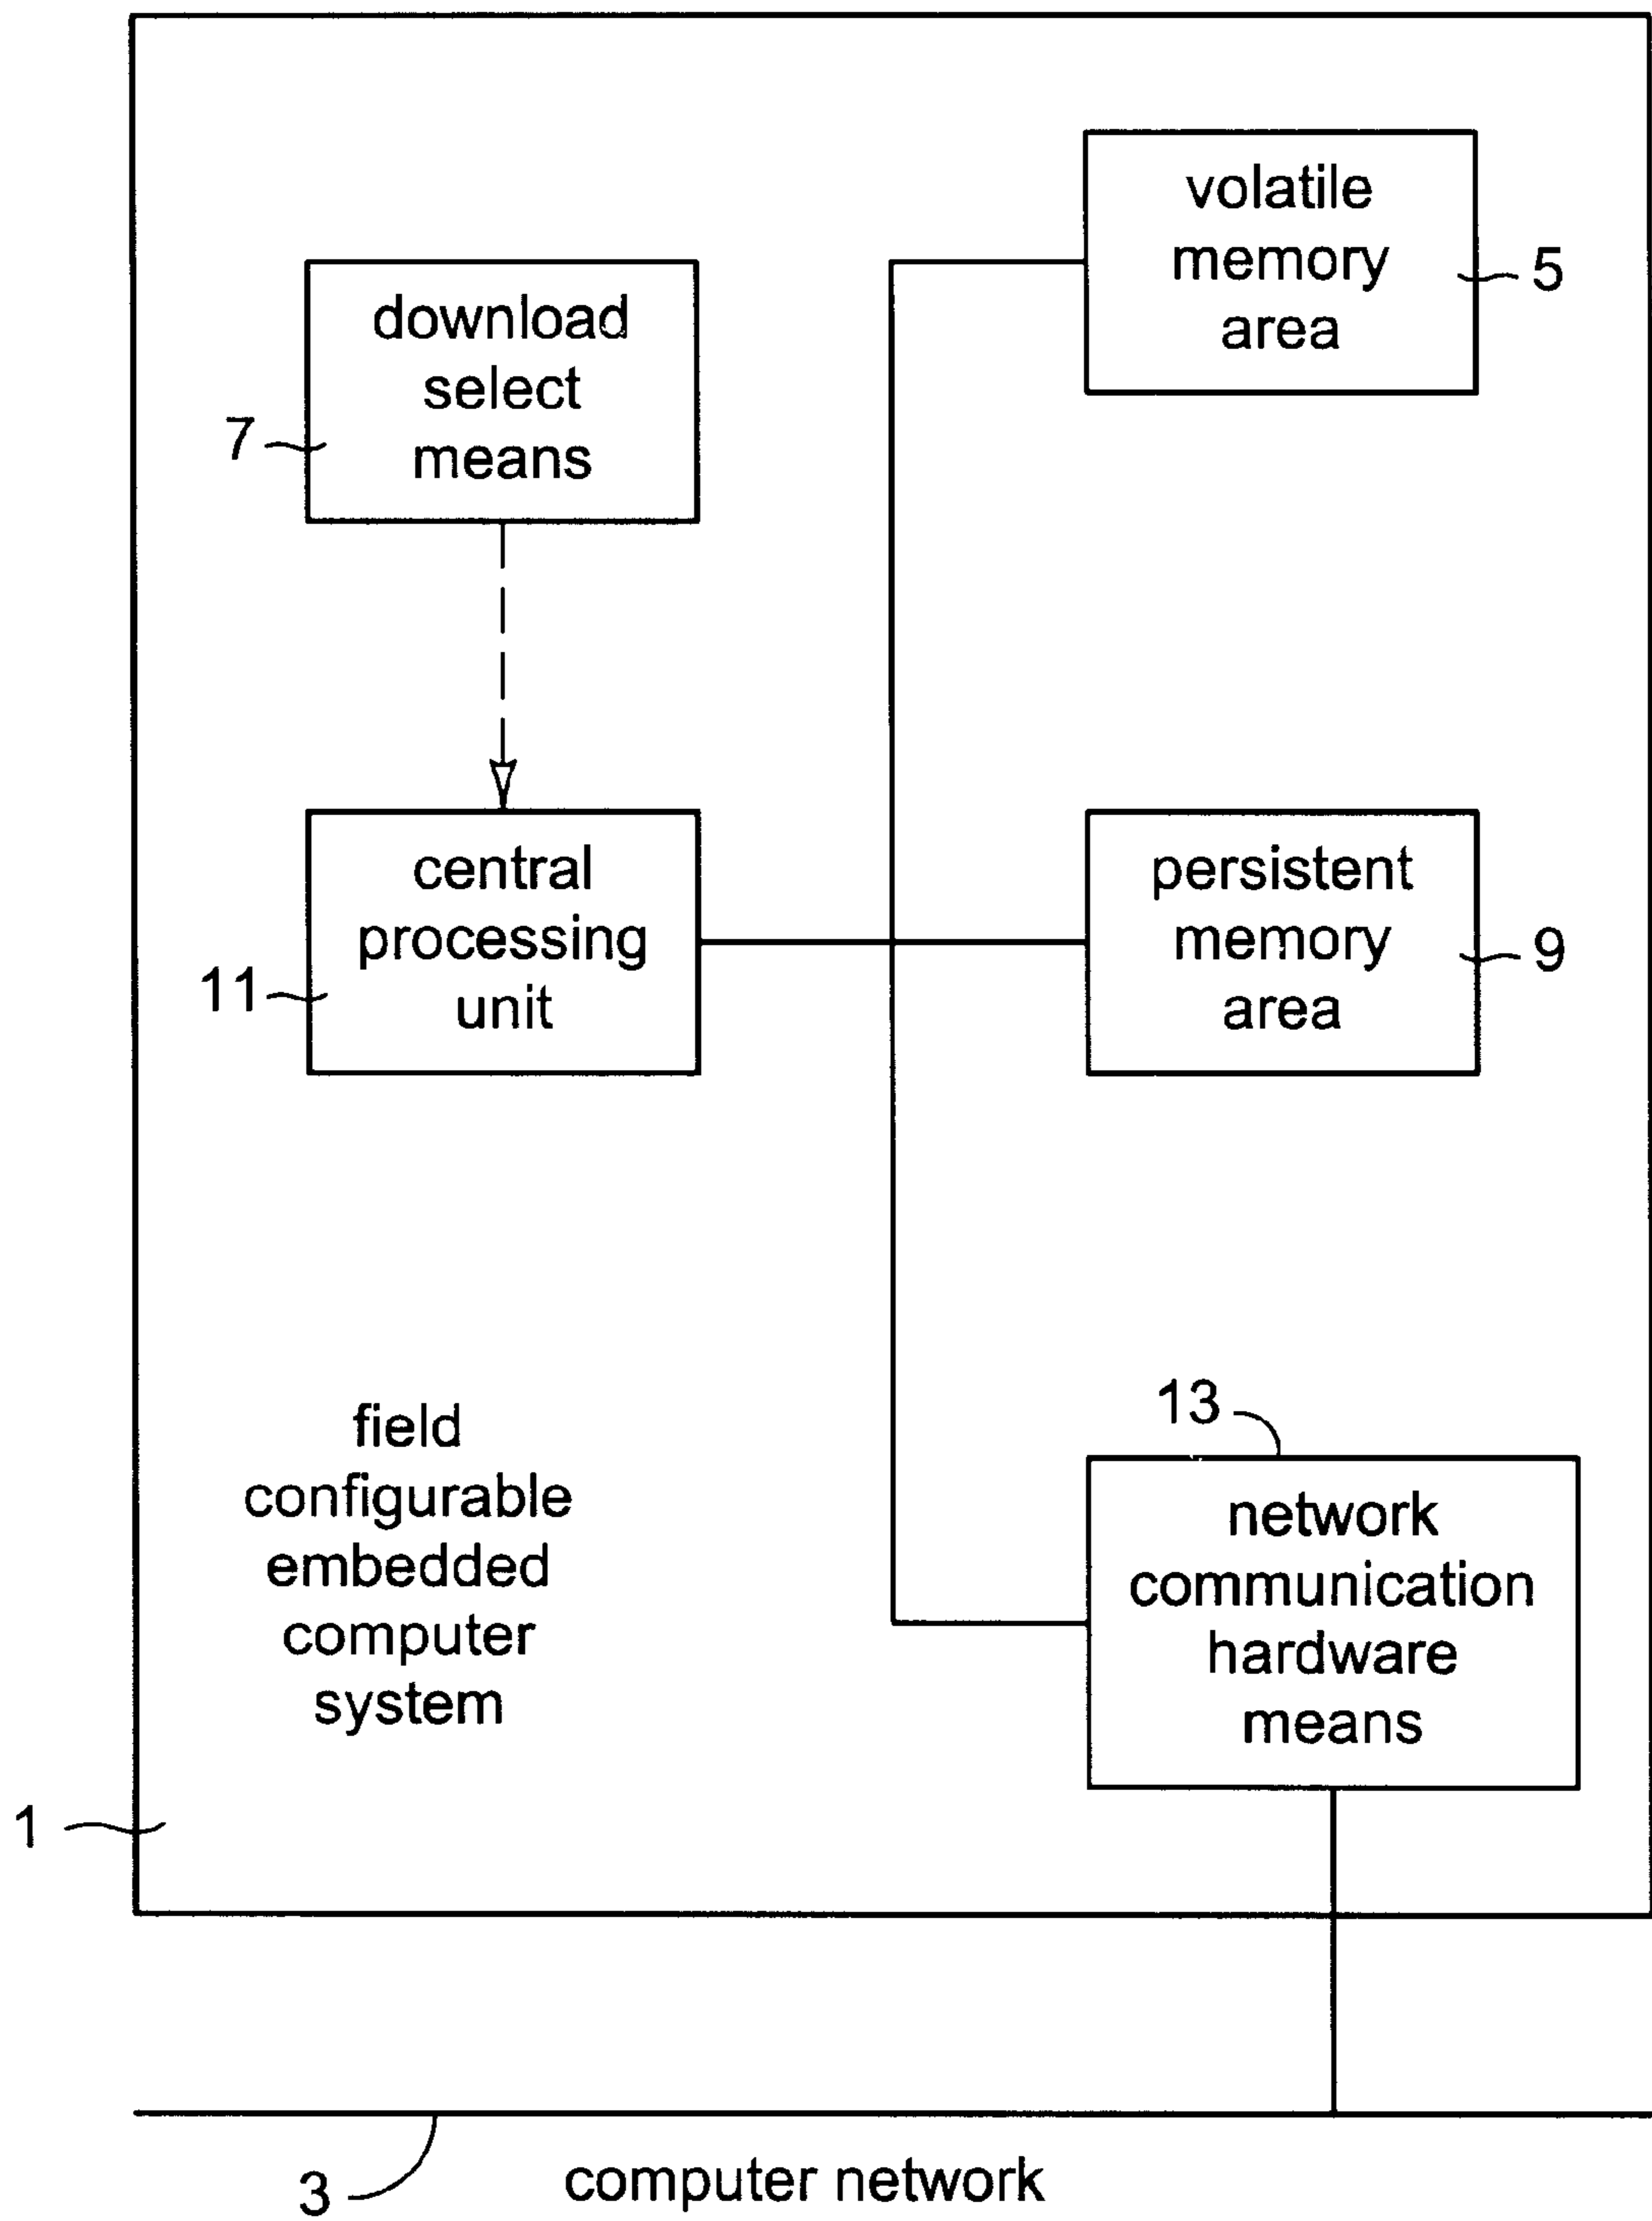 volatile
memory
area
5
download
select
means
7
central
processing
unit
11
persistent
memory
area
9
13
network
communication
hardware
means
field
configurable
embedded
computer
system
1
3
computer network